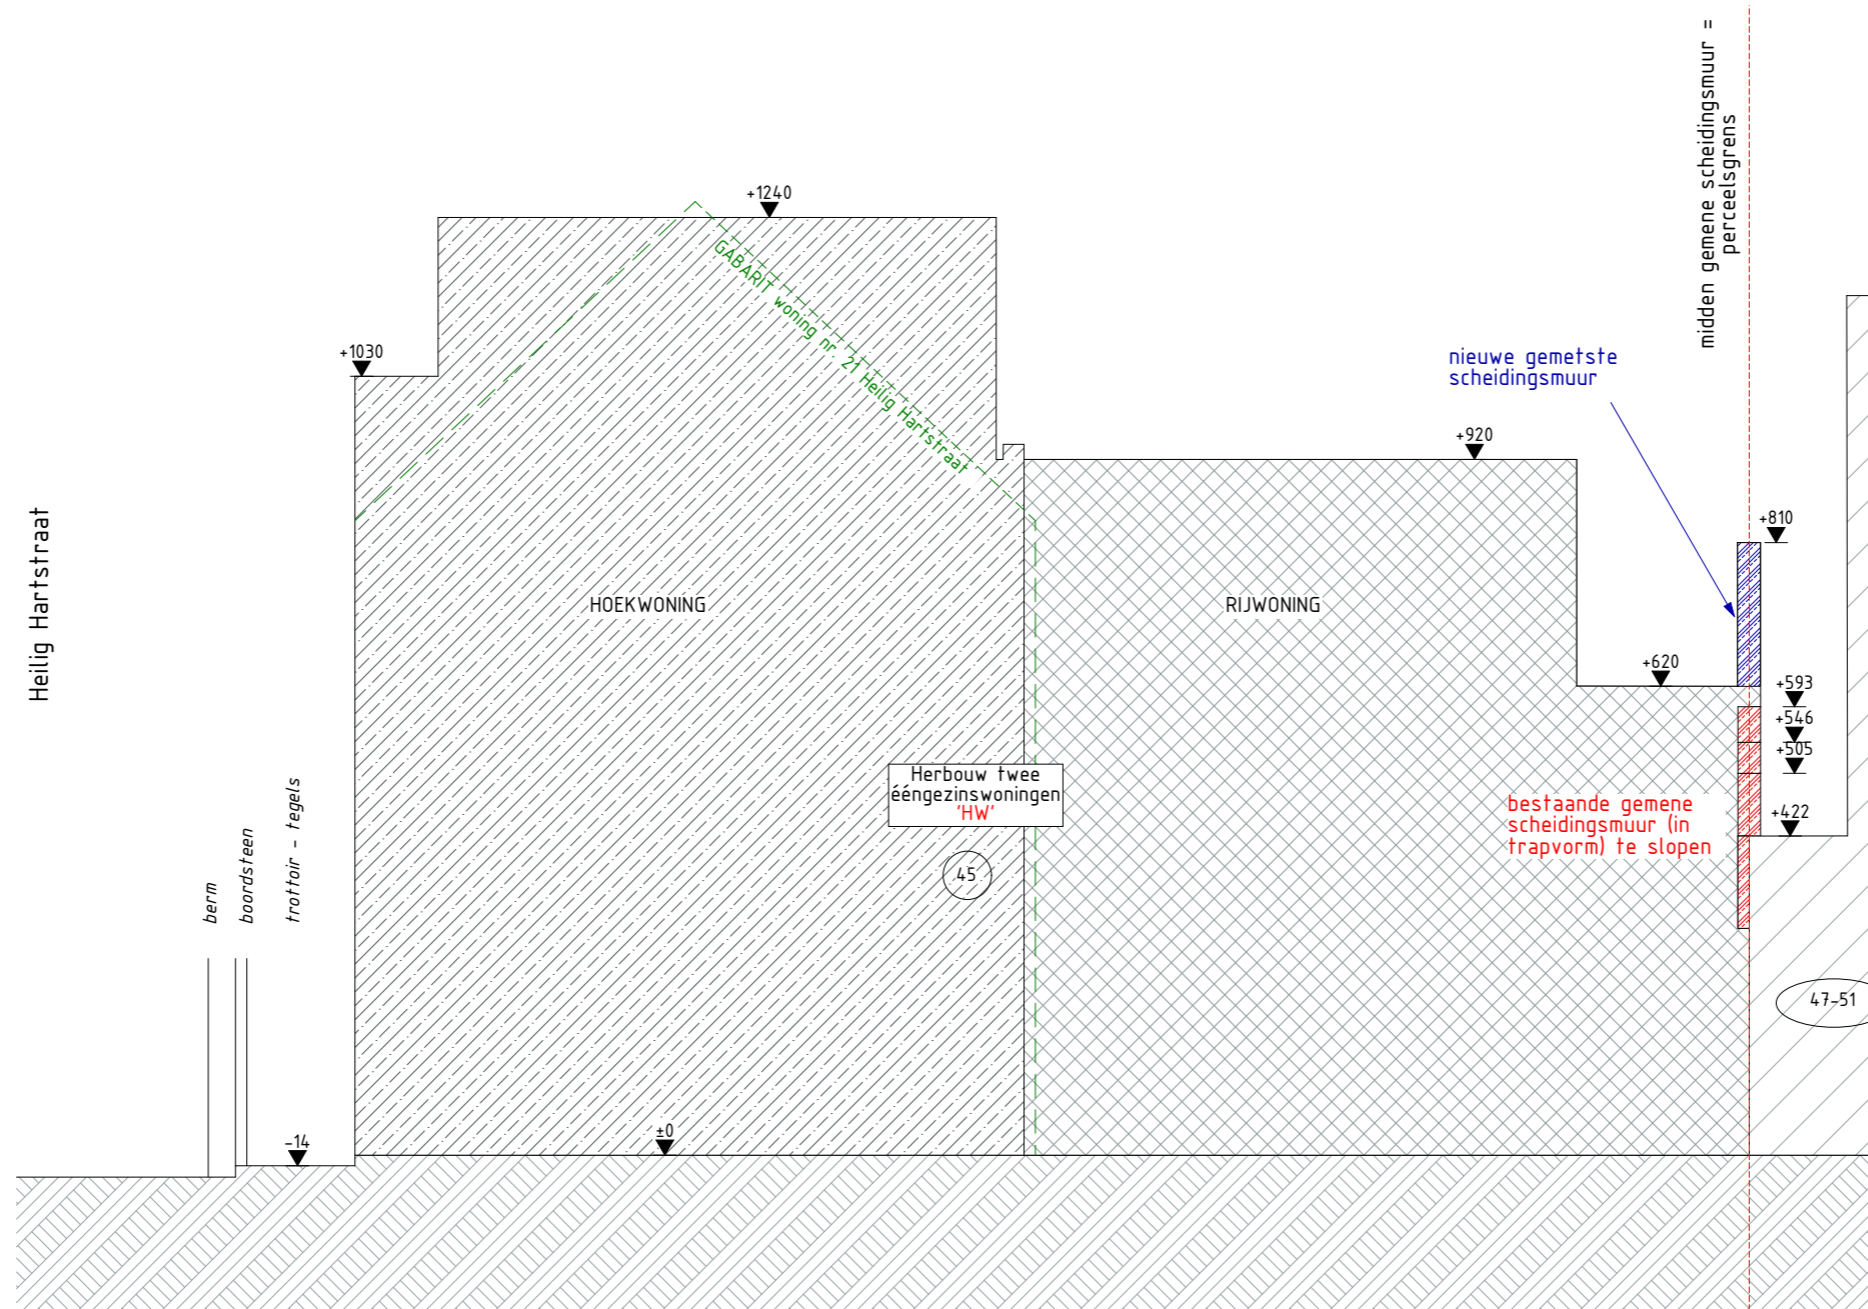 midden gemene scheidingsmuur =
perceelsgrens
+1240
GABARIT woning nr. 21 Heilig Hartstraat
+1030
nieuwe gemetste
scheidingsmuur
+920
+810
Heilig Hartstraat
HOEKWONING
RIJWONING
+620
+593
+546
+505
Herbouw twee
ééngezinswoningen
'HW'
bestaande gemene
scheidingsmuur (in
trapvorm) te slopen
+422
45
berm
boordsteen
trottoir - tegels
47-51
-14
±0